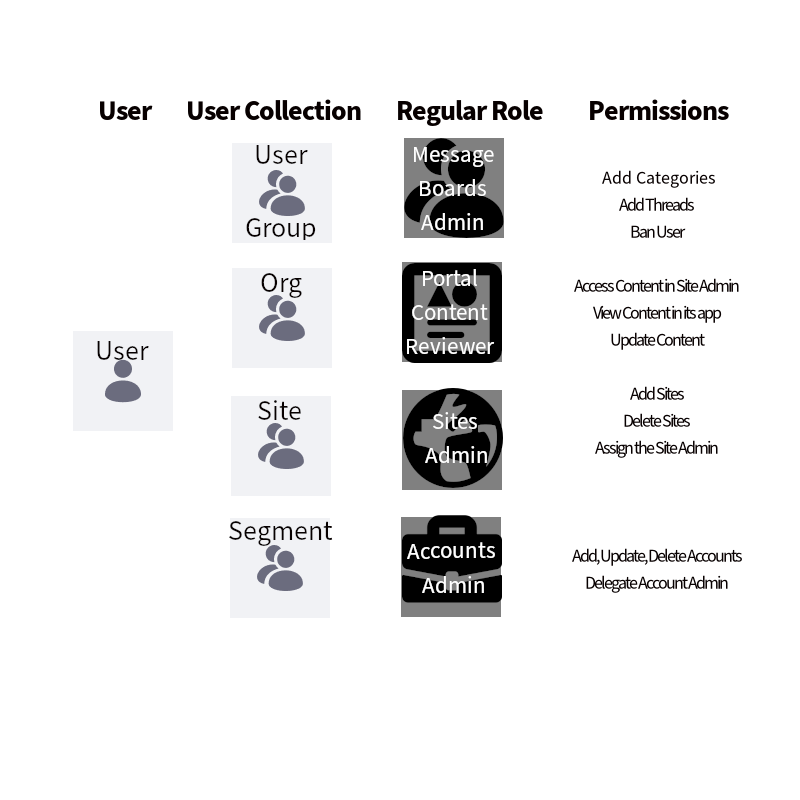 User User Collection Regular Role Permissions
User
Group
Message
Boards
Admin
Add Categories
Add Threads
Ban User
Org
Portal
Content
Reviewer
Access Content in Site Admin
View Content in its app
Update Content
User
Site
Sites
Admin
Add Sites
Delete Sites
Assign the Site Admin
Segment
Accounts
Admin
Add, Update, Delete Accounts
Delegate Account Admin